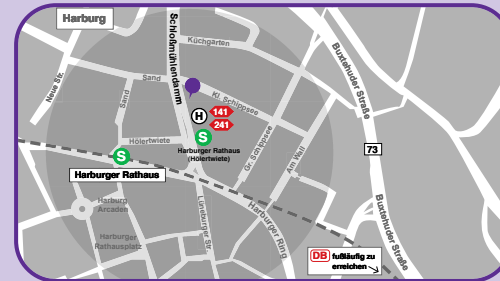 Harburg
Schloßmühlendamm
Küchgarten
Buxtehuder Straße
Neue Str.
Sand
Sand
Kl. Schippsee
H
141
241
S
Harburger Rathaus
(Hölertwiete)
Hölertwiete
S
Harburger Rathaus
Gr. Schippsee
Am Wall
73
Harburg
Arcaden
Lüneburger Str.
Harburger Ring
Harburger
Rathausplatz
Buxtehuder Straße
DB fußläufig zu
erreichen